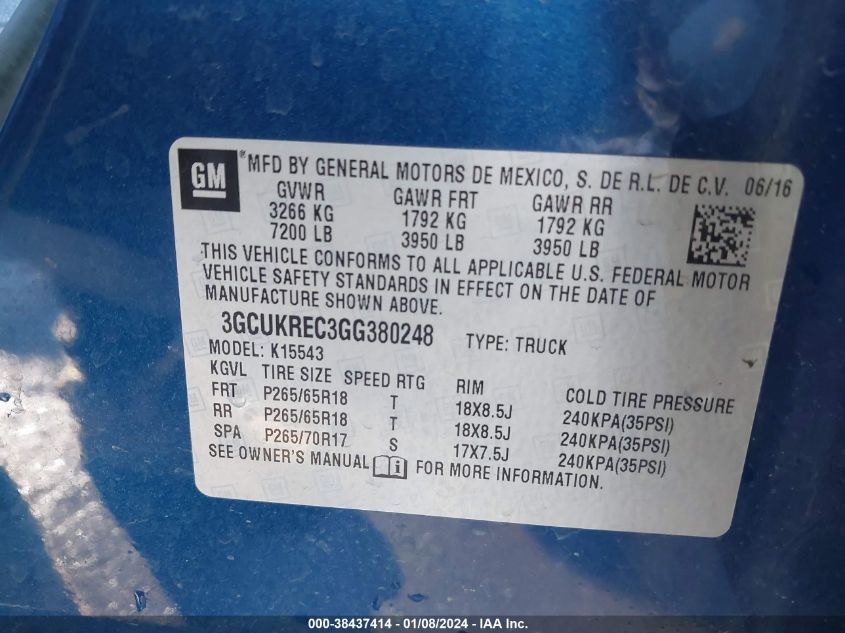 GM ® MFD BY GENERAL MOTORS DE MEXICO, S. DE R.L. DE C.V. 06/16
GVWR GAWR FRT GAWR RR
3266 KG 1792 KG 1792 KG
7200 LB 3950 LB 3950 LB
THIS VEHICLE CONFORMS TO ALL APPLICABLE U.S. FEDERAL MOTOR
VEHICLE SAFETY STANDARDS IN EFFECT ON THE DATE OF
MANUFACTURE SHOWN ABOVE.
3GCUKREC3GG380248 TYPE: TRUCK
MODEL: K15543
KGVL TIRE SIZE SPEED RTG RIM COLD TIRE PRESSURE
FRT P265/65R18 T 18X8.5J 240KPA(35PSI)
RR P265/65R18 T 18X8.5J 240KPA(35PSI)
SPA P265/70R17 S 17X7.5J 240KPA(35PSI)
SEE OWNER'S MANUAL FOR MORE INFORMATION.
000-38437414 - 01/08/2024 - IAA Inc.